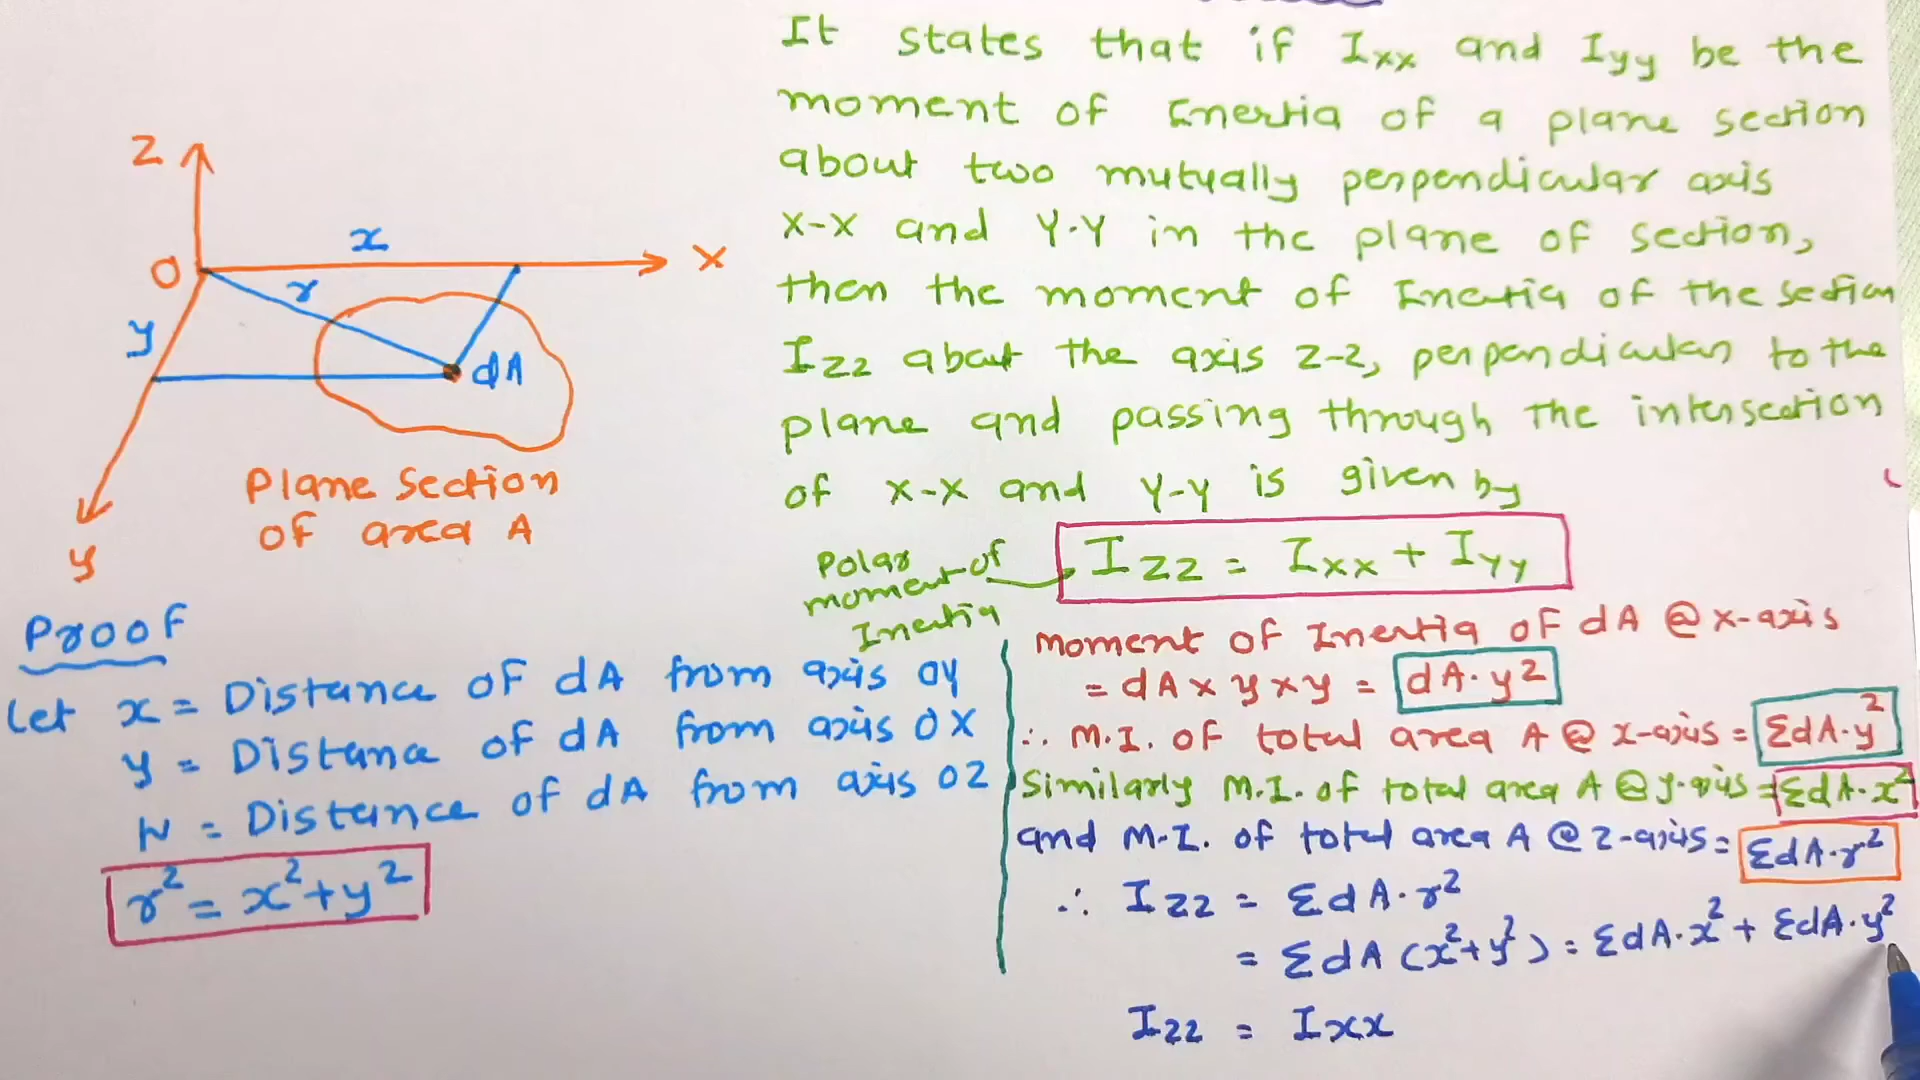 It states that if Ixx and Iyy be the
moment of Inertia of a plane section
about two mutually perpendicular axis
X-X and Y-Y in the plane of section,
then the moment of Inertia of the section
Izz about the axis z-z, perpendicular to the
plane and passing through the intersection
of X-X and Y-Y is given by
Izz = Ixx + Iyy
Polar
moment of
Inertia
Z
x
O
X
r
y
dA
Plane Section
of area A
y
Proof
Let x = Distance of dA from axis oy
y = Distance of dA from axis OX
r = Distance of dA from axis OZ
r² = x² + y²
moment of Inertia of dA @ x-axis
= dA × y × y = dA·y²
∴ M.I. of total area A @ x-axis = ΣdA·y²
Similarly M.I. of total area A @ y-axis = ΣdA·x²
and M.I. of total area A @ z-axis = ΣdA·r²
∴ Izz = ΣdA·r²
= ΣdA (x²+y²) = ΣdA·x² + ΣdA·y²
Izz = Ixx